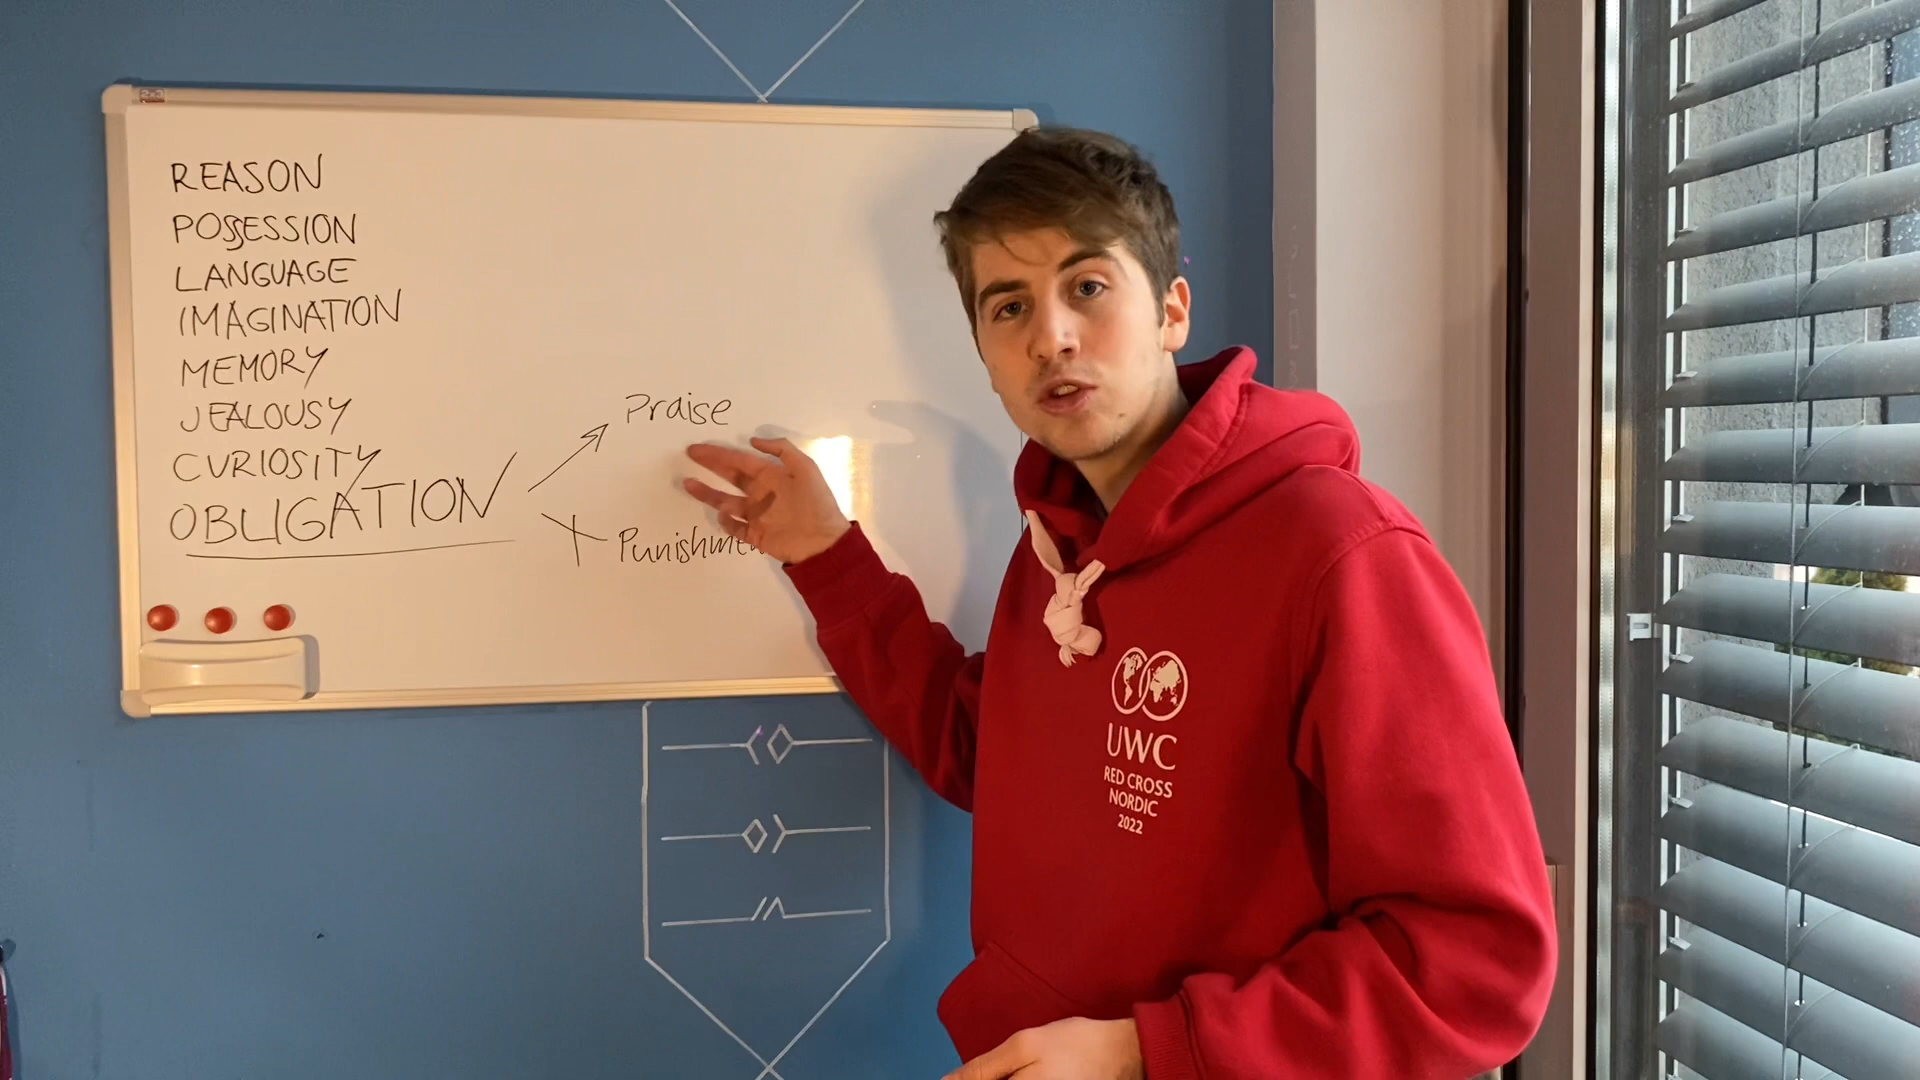 REASON
POSSESSION
LANGUAGE
IMAGINATION
MEMORY
JEALOUSY
CURIOSITY
OBLIGATION
Praise
UWC
RED CROSS
NORDIC
2022